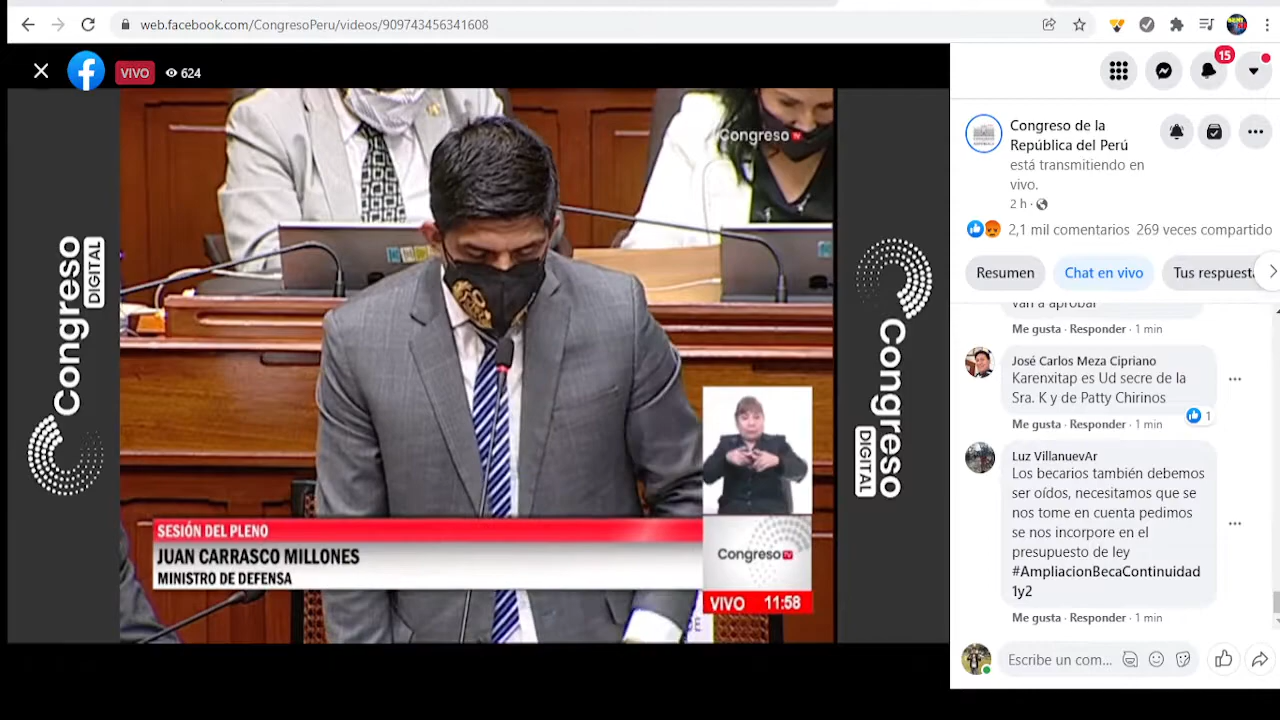 web.facebook.com/CongresoPeru/videos/909743456341608
VIVO
624
Congreso
Congreso
DIGITAL
Congreso
DIGITAL
SESIÓN DEL PLENO
JUAN CARRASCO MILLONES
MINISTRO DE DEFENSA
Congreso TV
VIVO 11:58
15
Congreso de la
República del Perú
está transmitiendo en
vivo.
2 h
2,1 mil comentarios 269 veces compartido
Resumen
Chat en vivo
Tus respuesta
van a aprobar
Me gusta · Responder · 1 min
José Carlos Meza Cipriano
Karenxitap es Ud secre de la
Sra. K y de Patty Chirinos
1
Me gusta · Responder · 1 min
Luz VillanuevAr
Los becarios también debemos
ser oídos, necesitamos que se
nos tome en cuenta pedimos
se nos incorpore en el
presupuesto de ley
#AmpliacionBecaContinuidad
1y2
Me gusta · Responder · 1 min
Escribe un com...